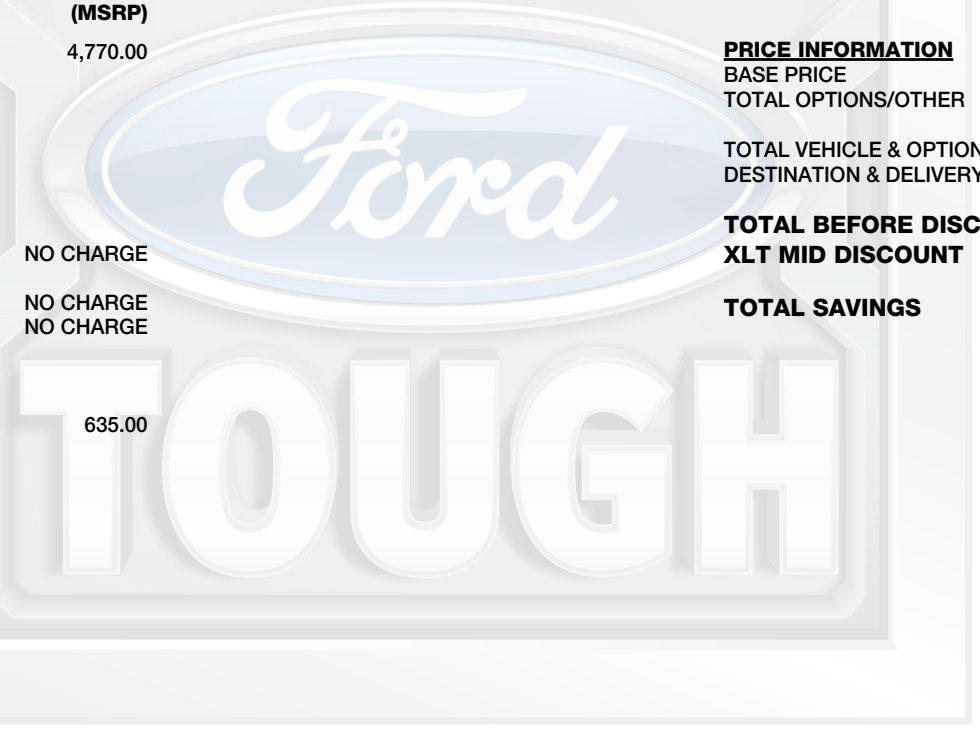 (MSRP)
4,770.00
NO CHARGE
NO CHARGE
NO CHARGE
635.00
PRICE INFORMATION
BASE PRICE
TOTAL OPTIONS/OTHER
TOTAL VEHICLE & OPTION
DESTINATION & DELIVERY
TOTAL BEFORE DISC
XLT MID DISCOUNT
TOTAL SAVINGS
Ford
TOUGH